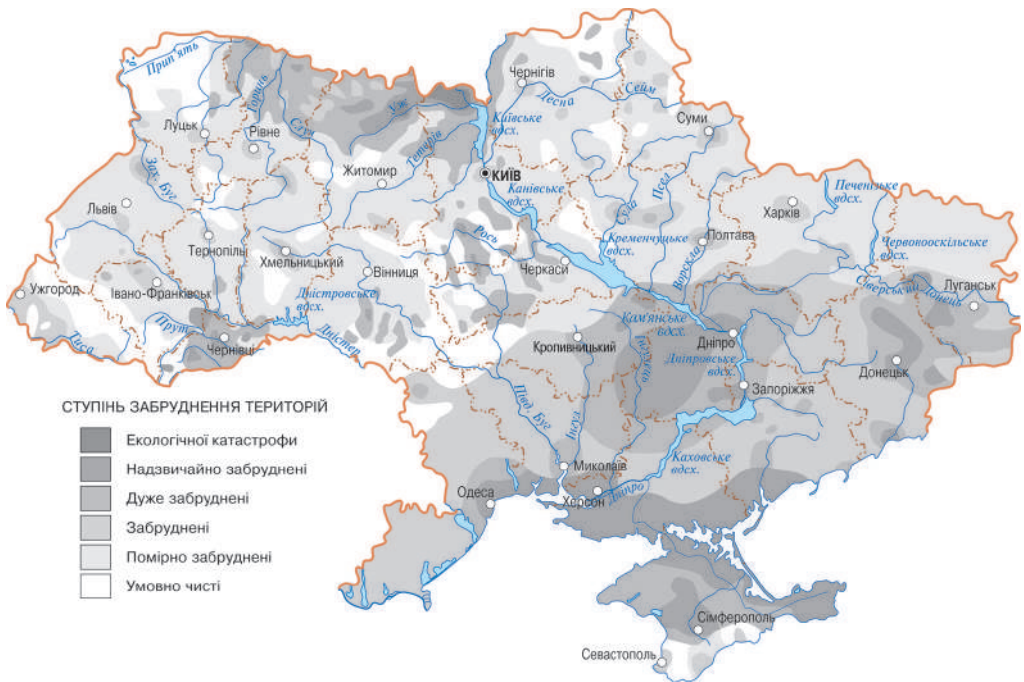 Прип'ять
Горинь
Случ
Уж
Тетерів
Чернігів
Десна
Сейм
Суми
Луцьк
Рівне
Київське
вдсх.
Житомир
КИЇВ
Канівське
вдсх.
Зах. Буг
Львів
Тернопіль
Хмельницький
Вінниця
Рось
Черкаси
Сула
Псел
Кременчуцьке
вдсх.
Ворскла
Полтава
Харків
Печенізьке
вдсх.
Червонооскільське
вдсх.
Сіверський Донець
Луганськ
Ужгород
Івано-Франківськ
Дністровське
вдсх.
Тиса
Прут
Чернівці
Дністер
Кам'янське
вдсх.
Кропивницький
Дніпро
Дніпровське
вдсх.
Донецьк
Запоріжжя
Півд. Буг
Інгул
Миколаїв
Каховське
вдсх.
Одеса
Херсон
Дніпро
Сімферополь
Севастополь
СТУПІНЬ ЗАБРУДНЕННЯ ТЕРИТОРІЙ
Екологічної катастрофи
Надзвичайно забруднені
Дуже забруднені
Забруднені
Помірно забруднені
Умовно чисті